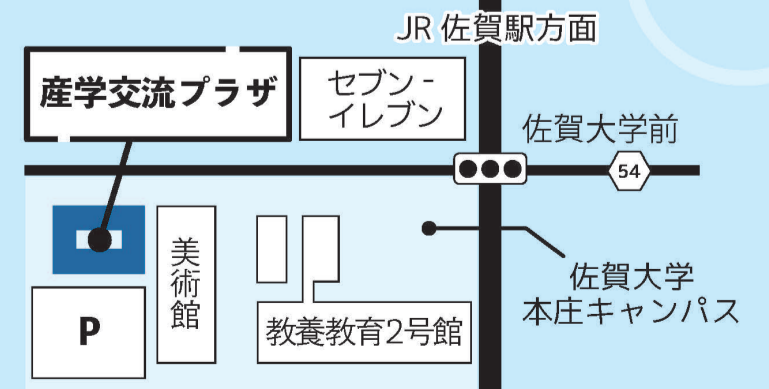 JR 佐賀駅方面
産学交流プラザ
セブン‐
イレブン
佐賀大学前
54
美術館
佐賀大学
本庄キャンパス
P
教養教育2号館